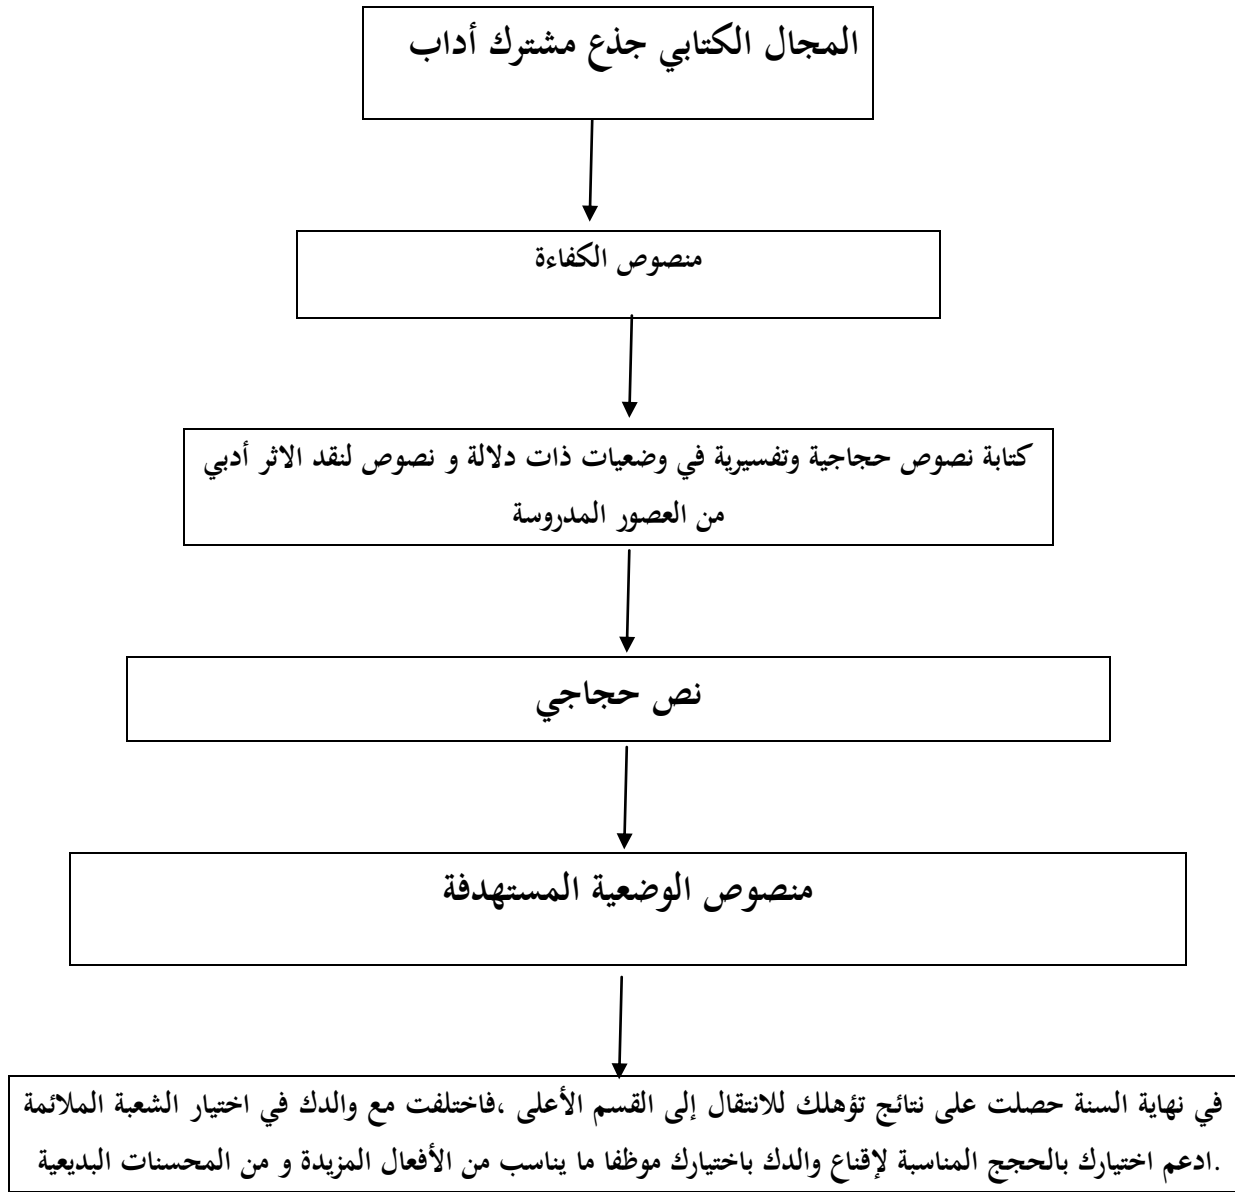 المجال الكتابي جذع مشترك أداب
منصوص الكفاءة
كتابة نصوص حجاجية وتفسيرية في وضعيات ذات دلالة و نصوص لنقد الاثر أدبي
من العصور المدروسة
نص حجاجي
منصوص الوضعية المستهدفة
في نهاية السنة حصلت على نتائج تؤهلك للانتقال إلى القسم الأعلى ،فاختلفت مع والدك في اختيار الشعبة الملائمة
.ادعم اختيارك بالحجج المناسبة لإقناع والدك باختيارك موظفا ما يناسب من الأفعال المزيدة و من المحسنات البديعية